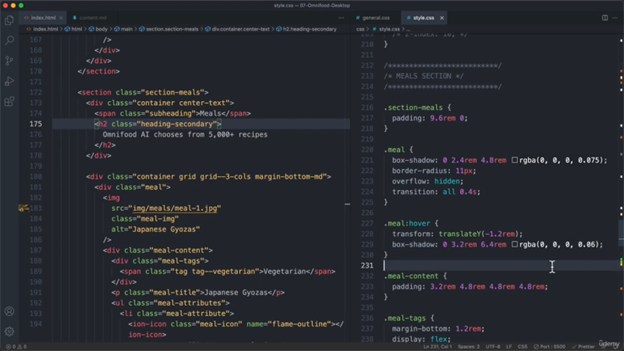 style.css — 07-Omnifood-Desktop
index.html
content.md
index.html > html > body > section.section-meals > div.container.center-text > h2.heading-secondary
167 />
168 </div>
169 </div>
170 </section>
171
172 <section class="section-meals">
173 <div class="container center-text">
174 <span class="subheading">Meals</span>
175 <h2 class="heading-secondary">
176 Omnifood AI chooses from 5,000+ recipes
177 </h2>
178 </div>
179
180 <div class="container grid grid--3-cols margin-bottom-md">
181 <div class="meal">
182 <img
183 src="img/meals/meal-1.jpg"
184 class="meal-img"
185 alt="Japanese Gyozas"
186 />
187 <div class="meal-content">
188 <div class="meal-tags">
189 <span class="tag tag--vegetarian">Vegetarian</span>
190 </div>
191 <p class="meal-title">Japanese Gyozas</p>
192 <ul class="meal-attributes">
193 <li class="meal-attribute">
194 <ion-icon class="meal-icon" name="flame-outline"></
ion-icon>
general.css
style.css
css > style.css > ...
210 }
211
212 /**************************/
213 /* MEALS SECTION */
214 /**************************/
215
216 .section-meals {
217 padding: 9.6rem 0;
218 }
219
220 .meal {
221 box-shadow: 0 2.4rem 4.8rem rgba(0, 0, 0, 0.075);
222 border-radius: 11px;
223 overflow: hidden;
224 transition: all 0.4s;
225 }
226
227 .meal:hover {
228 transform: translateY(-1.2rem);
229 box-shadow: 0 3.2rem 6.4rem rgba(0, 0, 0, 0.06);
230 }
231
232 .meal-content {
233 padding: 3.2rem 4.8rem 4.8rem 4.8rem;
234 }
235
236 .meal-tags {
237 margin-bottom: 1.2rem;
238 display: flex;
Ln 231, Col 1 Spaces: 2 UTF-8 LF CSS Port : 5500 Prettier
Udemy